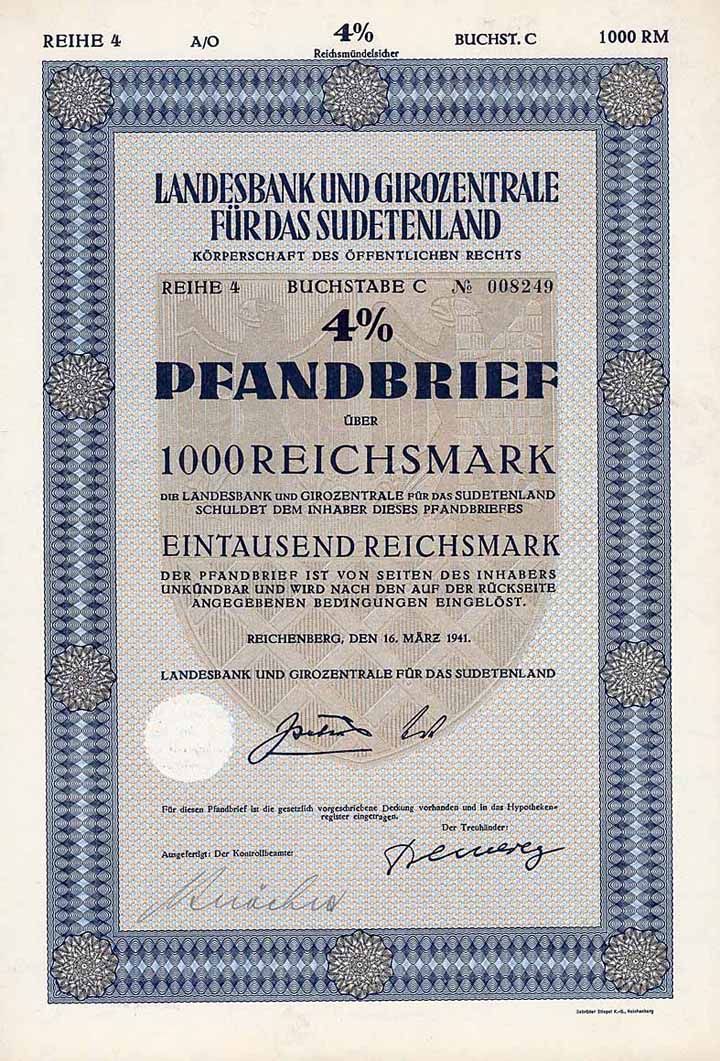 REIHE 4 A/O 4% BUCHST. C 1000 RM
Reichsmündelsicher
LANDESBANK UND GIROZENTRALE
FÜR DAS SUDETENLAND
KÖRPERSCHAFT DES ÖFFENTLICHEN RECHTS
REIHE 4 BUCHSTABE C № 008249
4%
PFANDBRIEF
ÜBER
1000 REICHSMARK
DIE LANDESBANK UND GIROZENTRALE FÜR DAS SUDETENLAND
SCHULDET DEM INHABER DIESES PFANDBRIEFES
EINTAUSEND REICHSMARK
DER PFANDBRIEF IST VON SEITEN DES INHABERS
UNKÜNDBAR UND WIRD NACH DEN AUF DER RÜCKSEITE
ANGEGEBENEN BEDINGUNGEN EINGELÖST.
REICHENBERG, DEN 16. MÄRZ 1941.
LANDESBANK UND GIROZENTRALE FÜR DAS SUDETENLAND
Für diesen Pfandbrief ist die gesetzlich vorgeschriebene Deckung vorhanden und in das Hypotheken-
register eingetragen.
Der Treuhänder:
Ausgefertigt: Der Kontrollbeamte:
Gebrüder Stiepel K.-G., Reichenberg